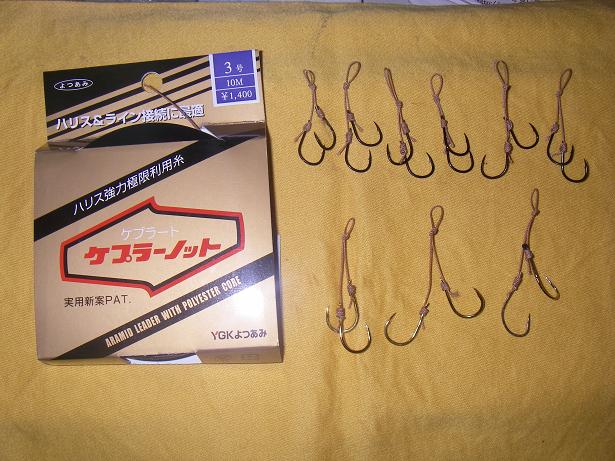 よつあみ
3号
10M
¥1,400
ハリス&ライン接続に最適
ハリス強力極限利用糸
ケブラート
ケプラーノット
実用新案PAT.
ARAMID LEADER WITH POLYESTER CORE
YGKよつあみ